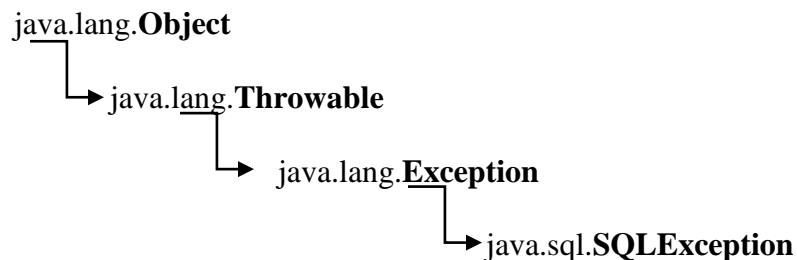 java.lang.Object
java.lang.Throwable
java.lang.Exception
java.sql.SQLException